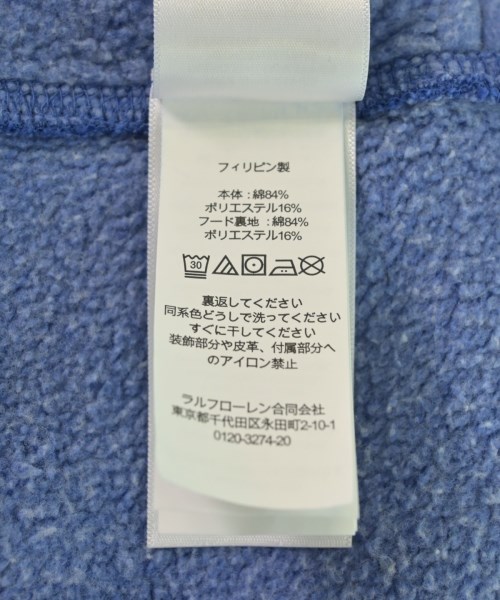 フィリピン製
本体 : 綿84%
ポリエステル16%
フード裏地 : 綿84%
ポリエステル16%
30
裏返してください
同系色どうしで洗ってください
すぐに干してください
装飾部分や皮革、付属部分へ
のアイロン禁止
ラルフローレン合同会社
東京都千代田区永田町2-10-1
0120-3274-20